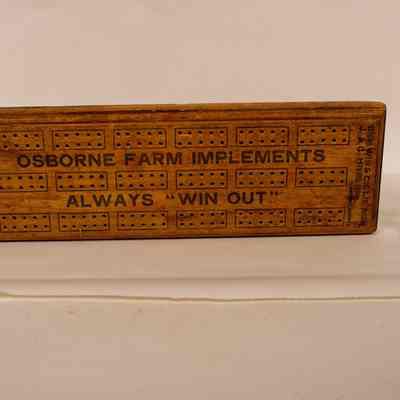 OSBORNE FARM IMPLEMENTS
ALWAYS "WIN OUT"